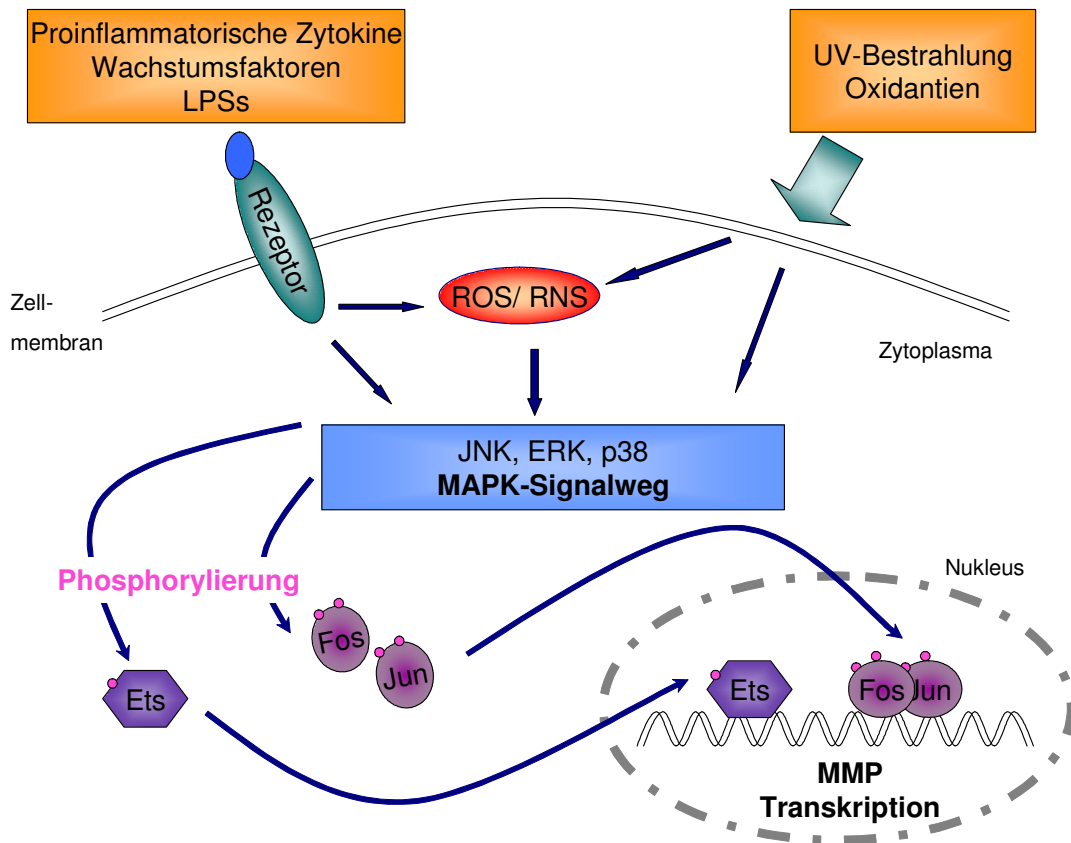 Proinflammatorische Zytokine
Wachstumsfaktoren
LPSs
UV-Bestrahlung
Oxidantien
Rezeptor
ROS/ RNS
Zell-
membran
Zytoplasma
JNK, ERK, p38
MAPK-Signalweg
Phosphorylierung
Nukleus
Fos
Jun
Ets
Ets
Fos
Jun
MMP
Transkription